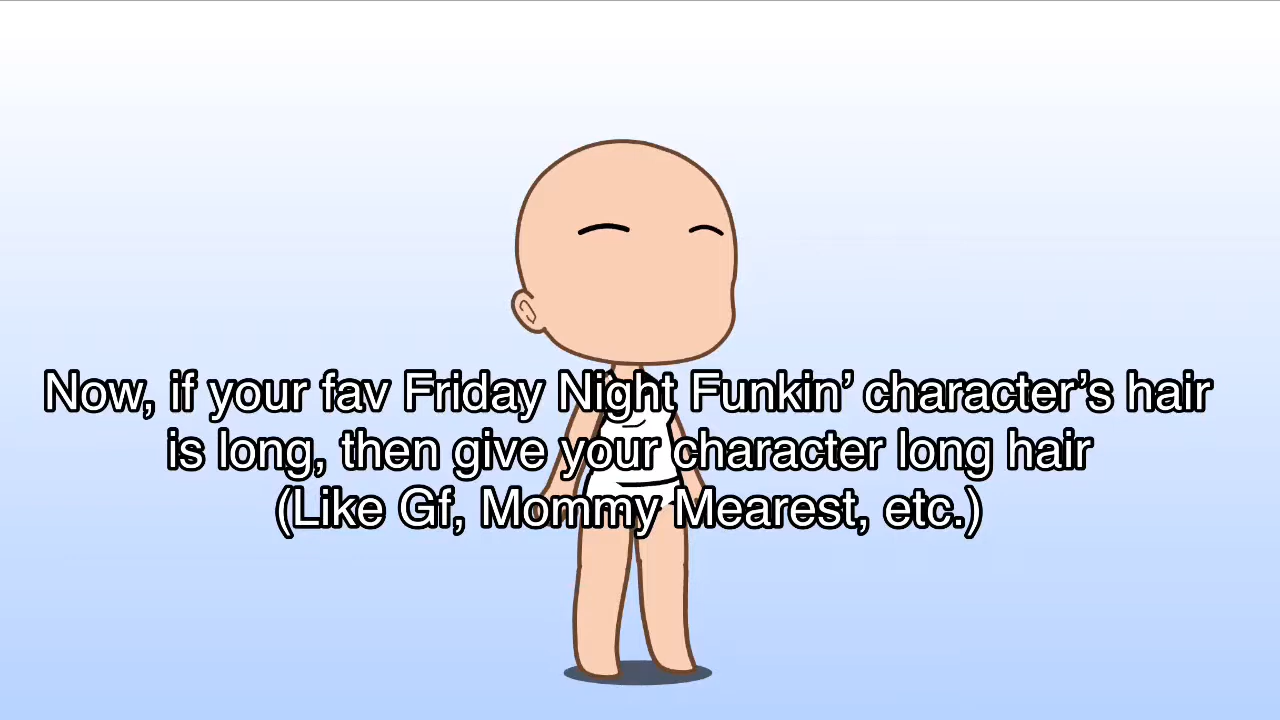 Now, if your fav Friday Night Funkin’ character’s hair
is long, then give your character long hair
(Like Gf, Mommy Mearest, etc.)